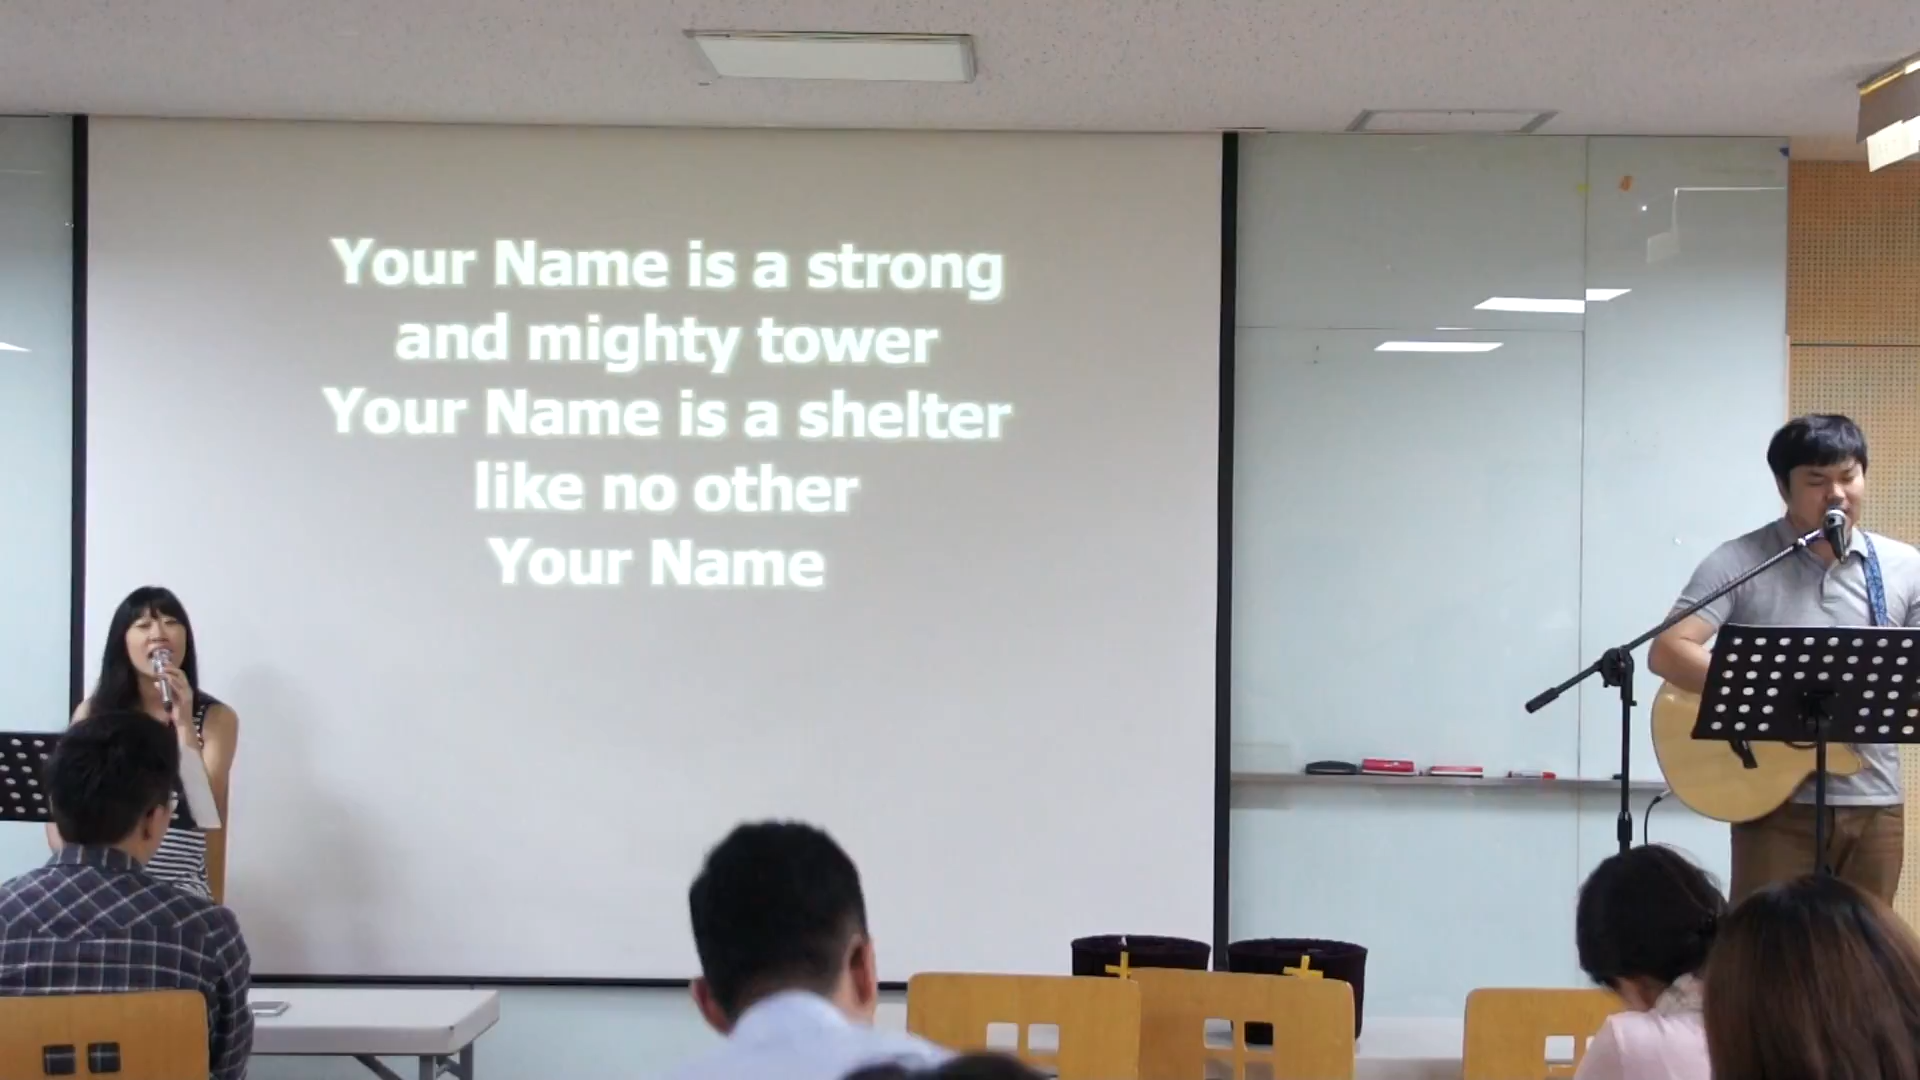 Your Name is a strong
and mighty tower
Your Name is a shelter
like no other
Your Name